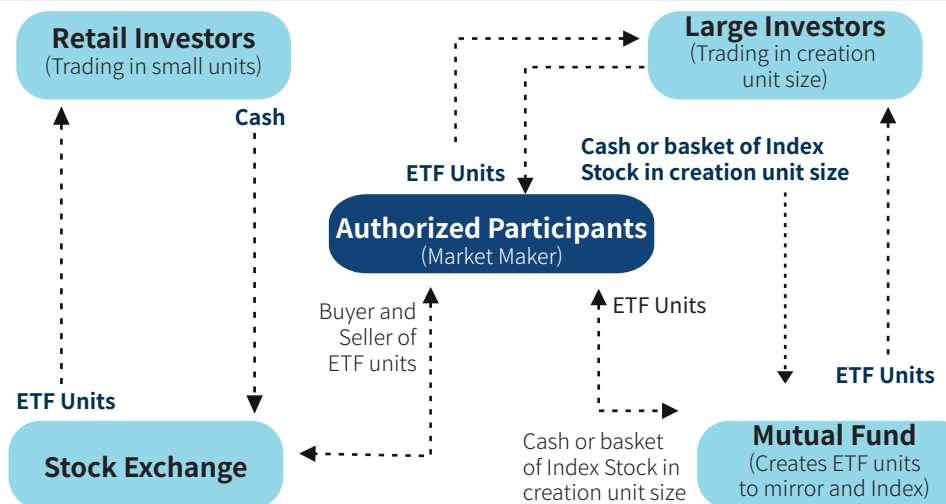 Retail Investors
(Trading in small units)
Large Investors
(Trading in creation
unit size)
Cash
Cash or basket of Index
Stock in creation unit size
ETF Units
Authorized Participants
(Market Maker)
Buyer and
Seller of
ETF units
ETF Units
ETF Units
ETF Units
Stock Exchange
Cash or basket
of Index Stock in
creation unit size
Mutual Fund
(Creates ETF units
to mirror and Index)